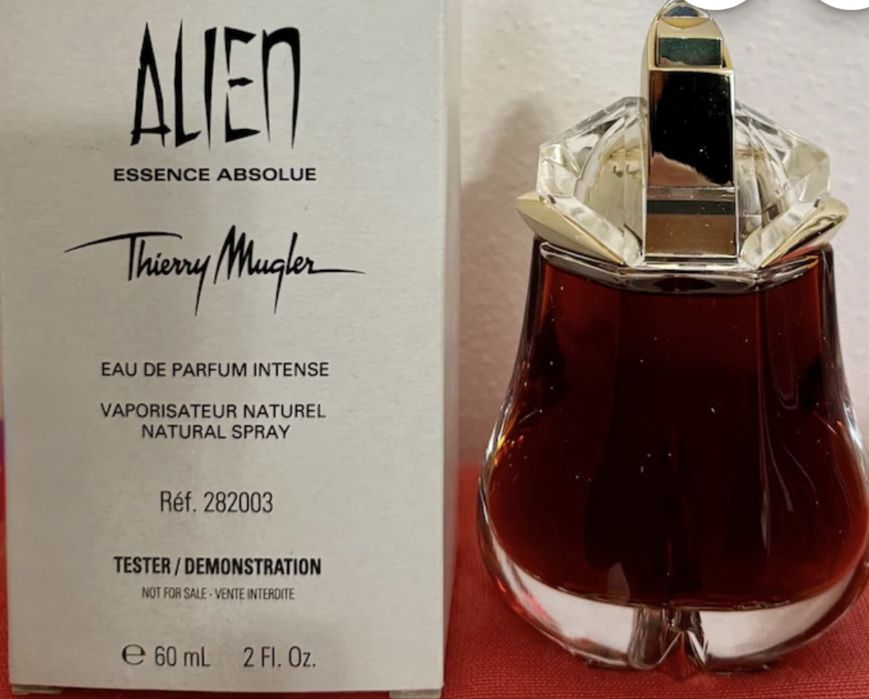 ALIEN
ESSENCE ABSOLUE
Thierry Mugler
EAU DE PARFUM INTENSE
VAPORISATEUR NATUREL
NATURAL SPRAY
Réf. 282003
TESTER / DEMONSTRATION
NOT FOR SALE - VENTE INTERDITE
℮ 60 mL 2 Fl. Oz.